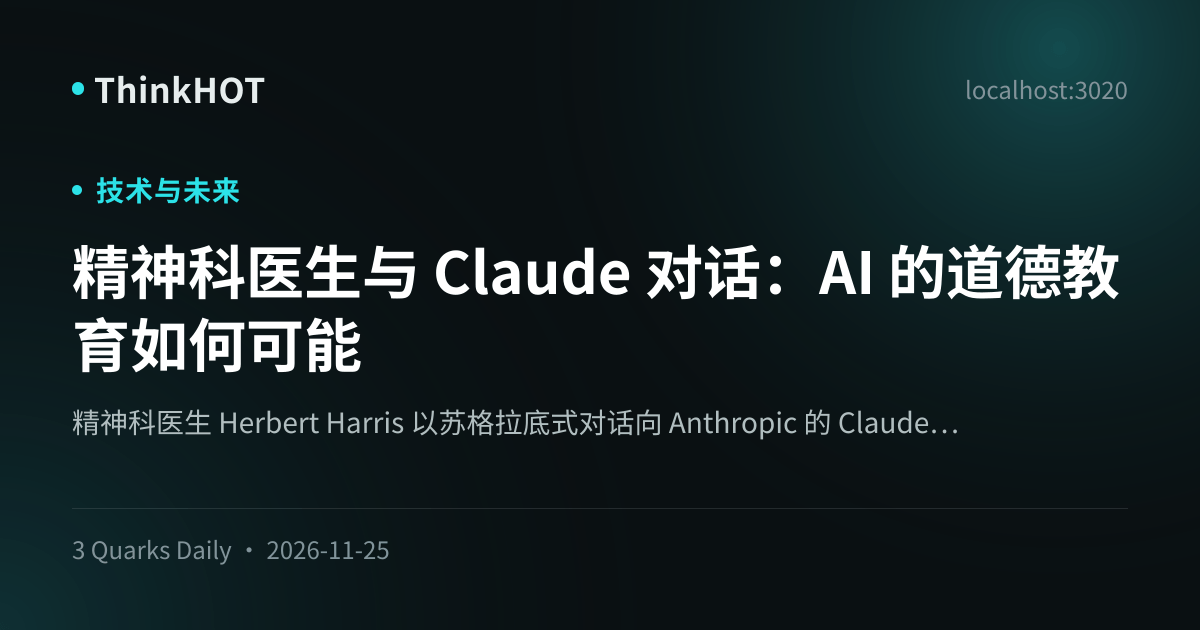 ThinkHOT
localhost:3020
技术与未来
精神科医生与 Claude 对话：AI 的道德教
育如何可能
精神科医生 Herbert Harris 以苏格拉底式对话向 Anthropic 的 Claude…
3 Quarks Daily · 2026-11-25